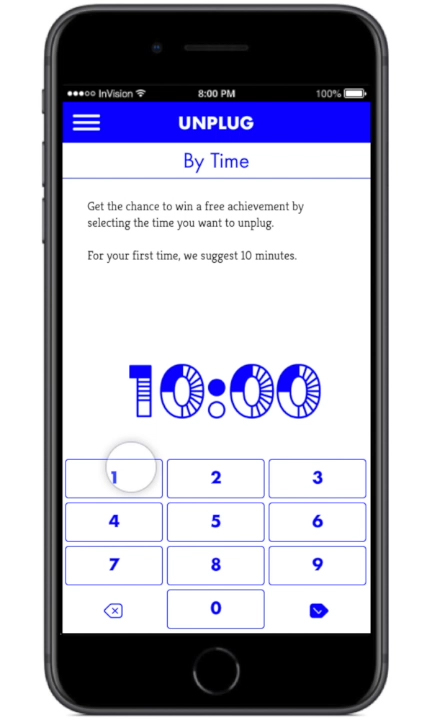 InVision 8:00 PM 100%
UNPLUG
By Time
Get the chance to win a free achievement by
selecting the time you want to unplug.
For your first time, we suggest 10 minutes.
10:00
1 2 3
4 5 6
7 8 9
0